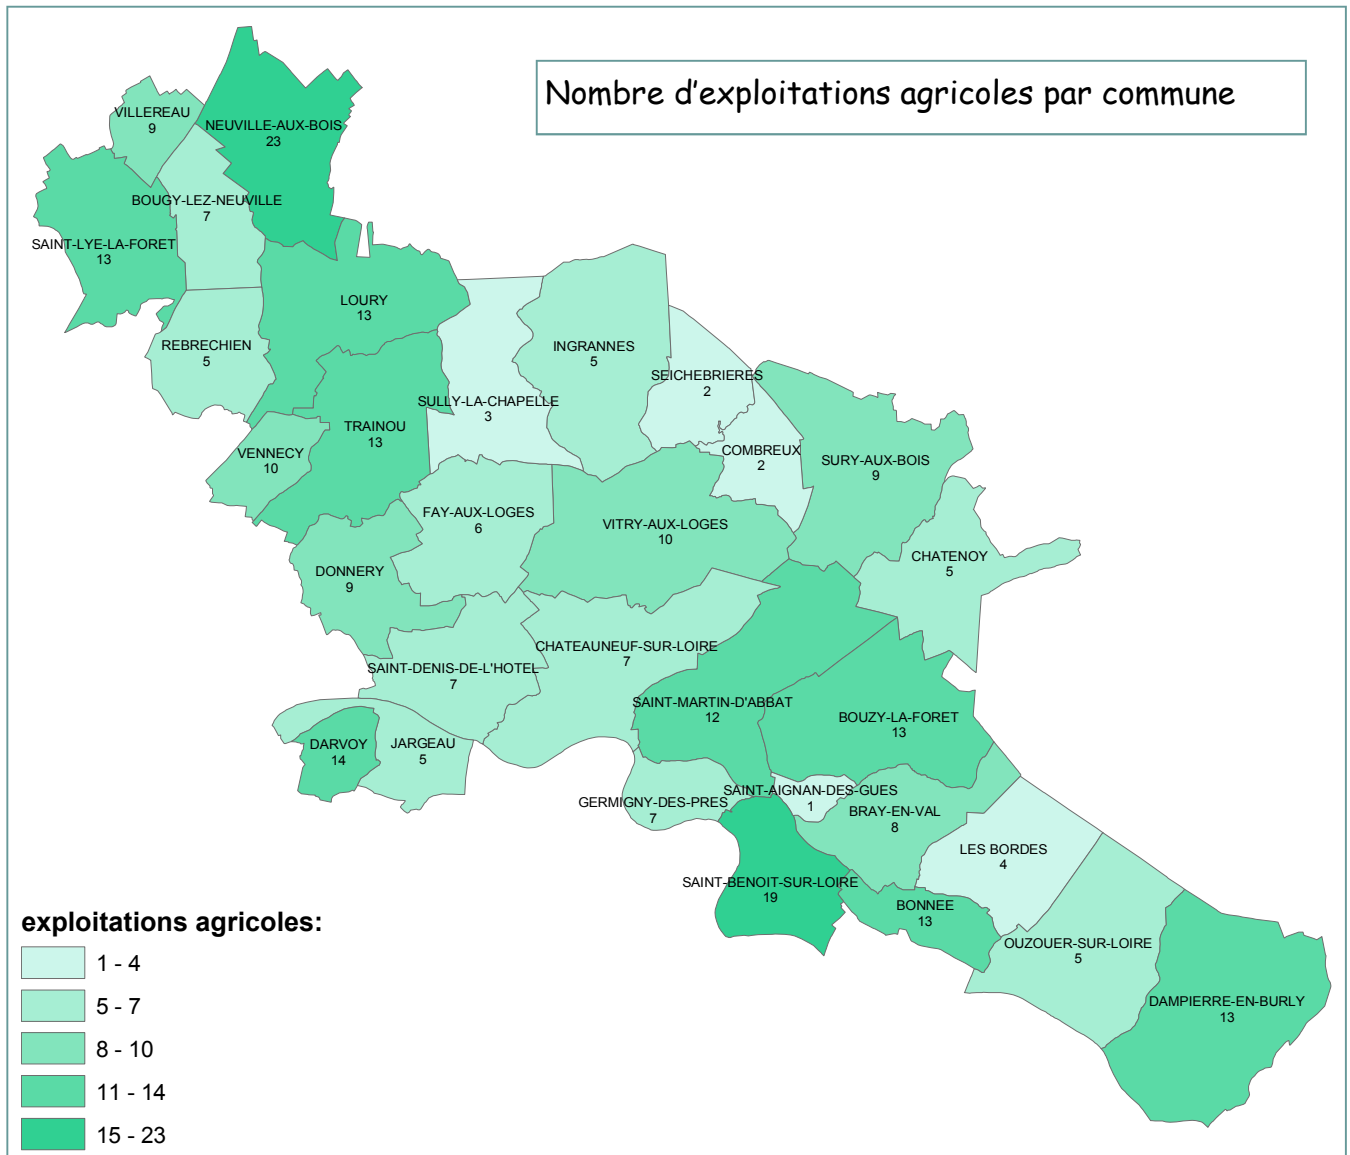 Nombre d'exploitations agricoles par commune
VILLEREAU
9
NEUVILLE-AUX-BOIS
23
BOUGY-LEZ-NEUVILLE
7
SAINT-LYE-LA-FORET
13
LOURY
13
REBRECHIEN
5
INGRANNES
5
SEICHEBRIERES
2
SULLY-LA-CHAPELLE
3
TRAINOU
13
VENNECY
10
COMBREUX
2
SURY-AUX-BOIS
9
FAY-AUX-LOGES
6
VITRY-AUX-LOGES
10
CHATENOY
5
DONNERY
9
CHATEAUNEUF-SUR-LOIRE
7
SAINT-DENIS-DE-L'HOTEL
7
SAINT-MARTIN-D'ABBAT
12
BOUZY-LA-FORET
13
DARVOY
14
JARGEAU
5
SAINT-AIGNAN-DES-GUES
1
GERMIGNY-DES-PRES
7
BRAY-EN-VAL
8
LES BORDES
4
SAINT-BENOIT-SUR-LOIRE
19
BONNEE
13
OUZOUER-SUR-LOIRE
5
DAMPIERRE-EN-BURLY
13
exploitations agricoles:
1 - 4
5 - 7
8 - 10
11 - 14
15 - 23